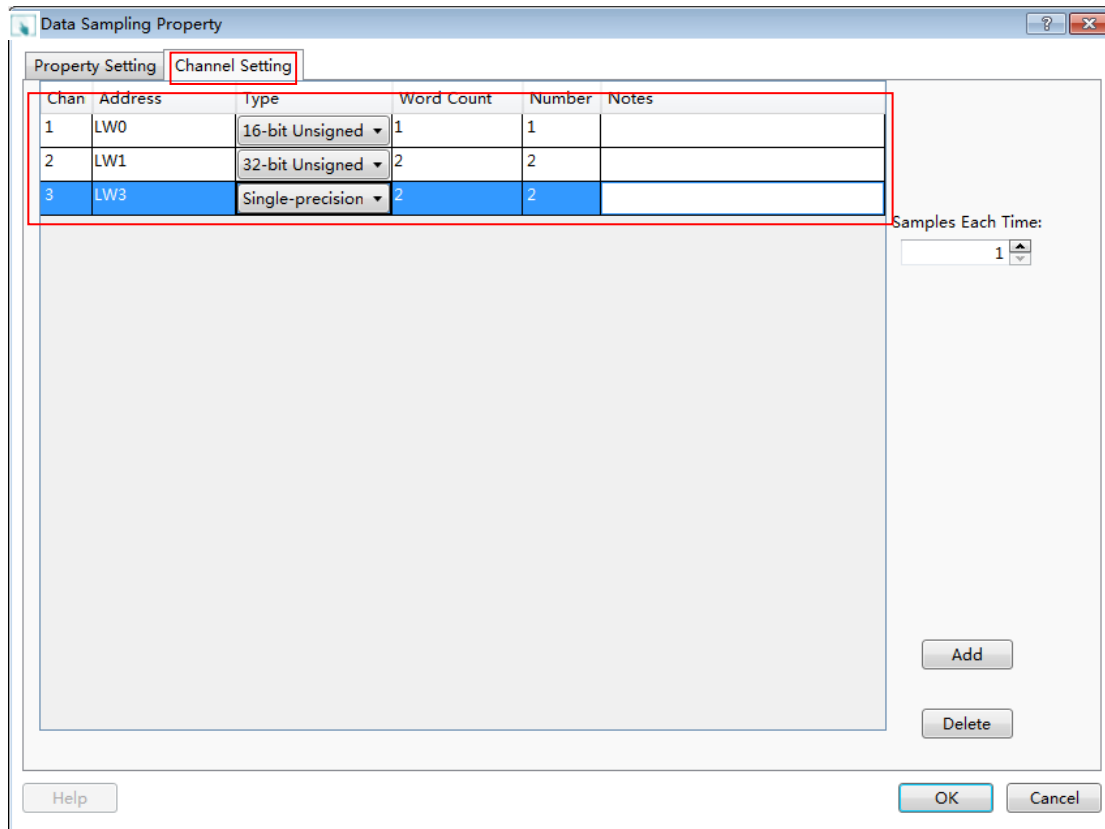 Data Sampling Property
Property Setting Channel Setting
Chan Address Type Word Count Number Notes
1 LW0 16-bit Unsigned 1 1
2 LW1 32-bit Unsigned 2 2
3 LW3 Single-precision 2 2
Samples Each Time:
1
Add
Delete
Help OK Cancel